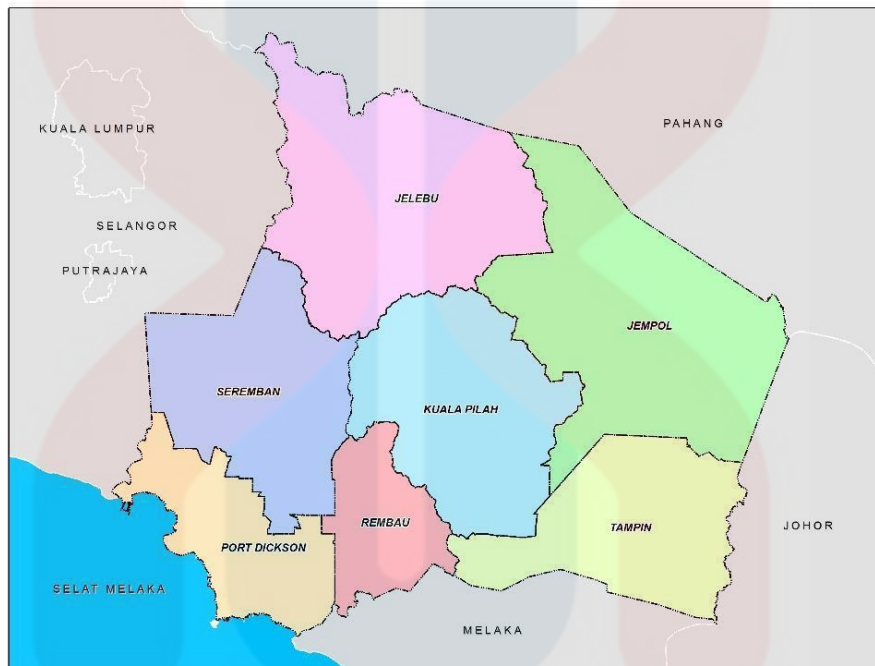 KUALA LUMPUR
PAHANG
JELEBU
SELANGOR
PUTRAJAYA
JEMPOL
SEREMBAN
KUALA PILAH
REMBAU
TAMPIN
JOHOR
PORT DICKSON
SELAT MELAKA
MELAKA